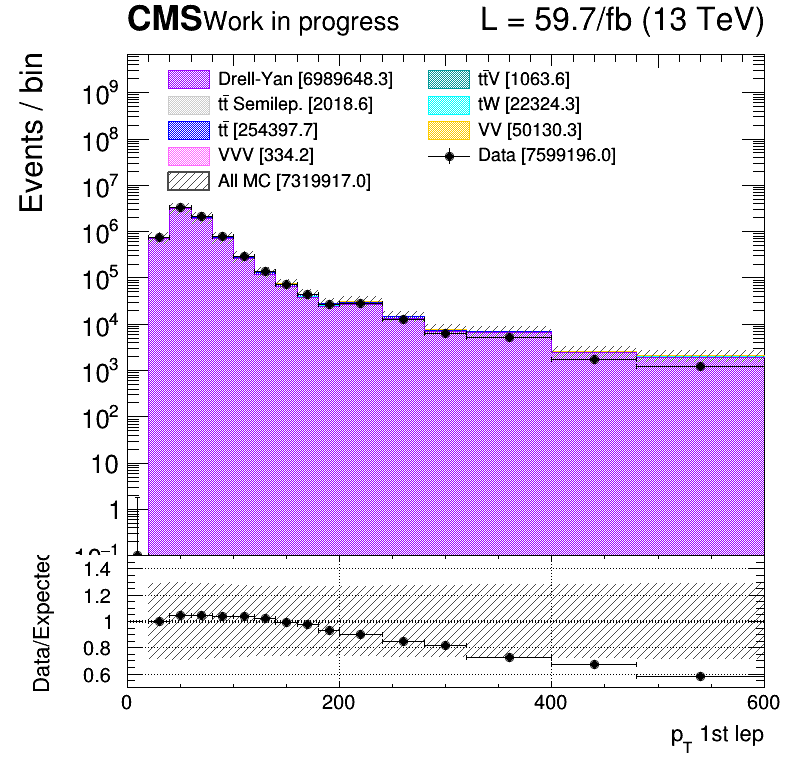 CMS Work in progress L = 59.7/fb (13 TeV)
Events / bin
Drell-Yan [6989648.3] tt̄V [1063.6]
tt̄ Semilep. [2018.6] tW [22324.3]
tt̄ [254397.7] VV [50130.3]
VVV [334.2] Data [7599196.0]
All MC [7319917.0]
10⁹
10⁸
10⁷
10⁶
10⁵
10⁴
10³
10²
10
1
10⁻¹
Data/Expected
1.4
1.2
1
0.8
0.6
0 200 400 600
p_T 1st lep